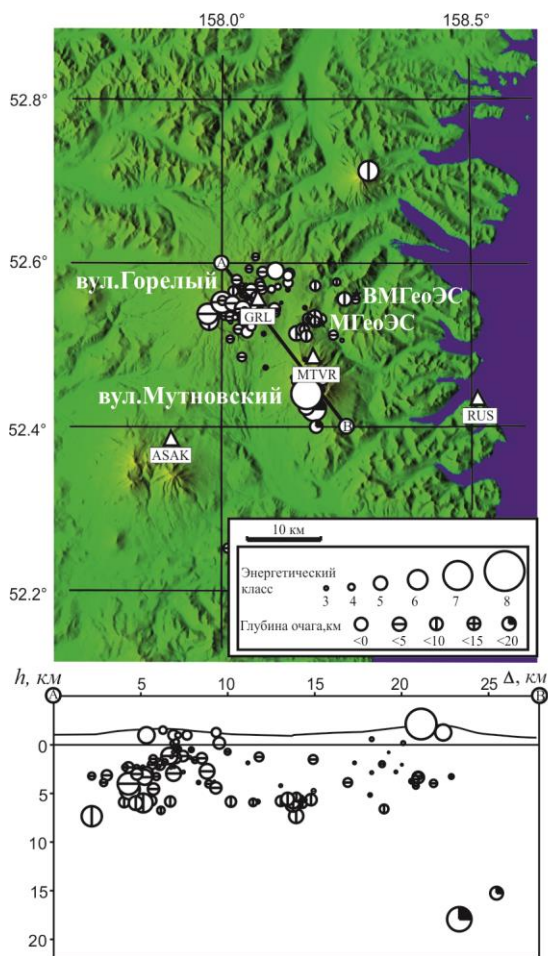 158.0 158.5
52.8
52.6
A
вул.Горелый
ВМГеоЭС
GRL
МГеоЭС
MTVR
вул.Мутновский
RUS
52.4
B
ASAK
10 км
Энергетический
класс
3 4 5 6 7 8
Глубина очага,км
<0 <5 <10 <15 <20
52.2
h, км 5 10 15 20 25 Δ, км
A B
0
5
10
15
20